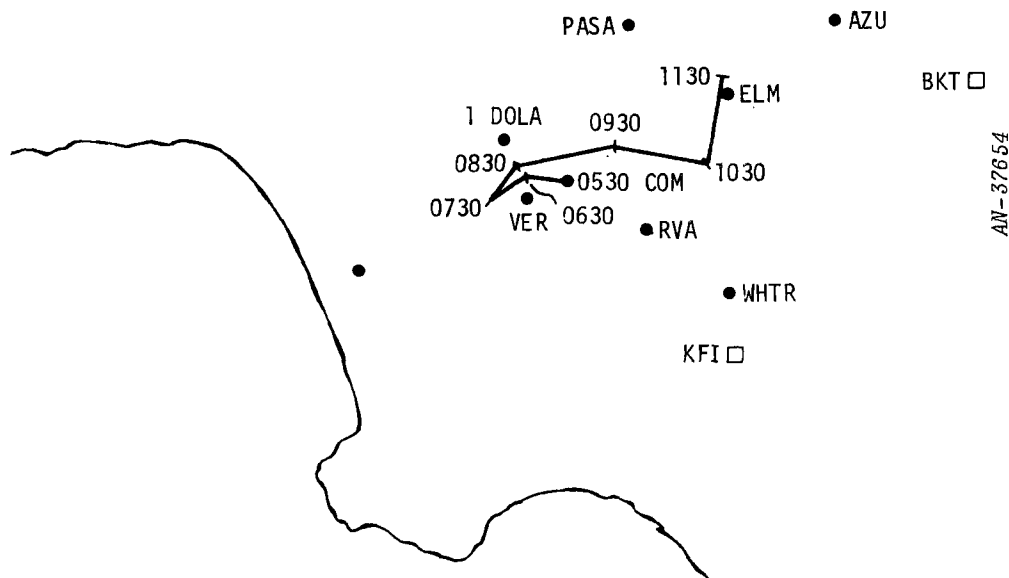 PASA
AZU
1130
ELM
BKT
1 DOLA
0930
0830
1030
0530 COM
0730
VER
0630
RVA
WHTR
KFI
AN-37654